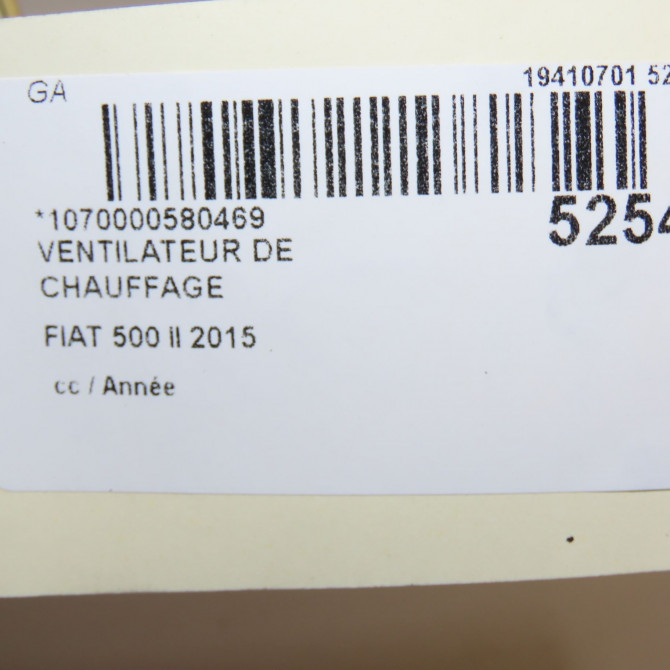 GA
19410701 52
*1070000580469
5254
VENTILATEUR DE
CHAUFFAGE
FIAT 500 II 2015
cc / Année